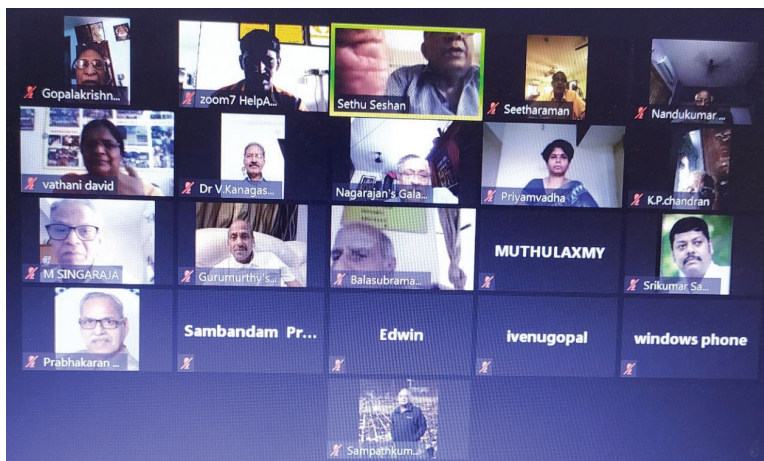 Gopalakrishn...
zoom7 HelpA...
Sethu Seshan
Seetharaman
Nandukumar ...
vathani david
Dr V.Kanagas...
Nagarajan's Gala...
Priyamvadha
K.P.chandran
M SINGARAJA
Gurumurthy's...
Balasubrama...
MUTHULAXMY
Srikumar Sa...
Prabhakaran ...
Sambandam Pr...
Edwin
ivenugopal
windows phone
Sampathkum...